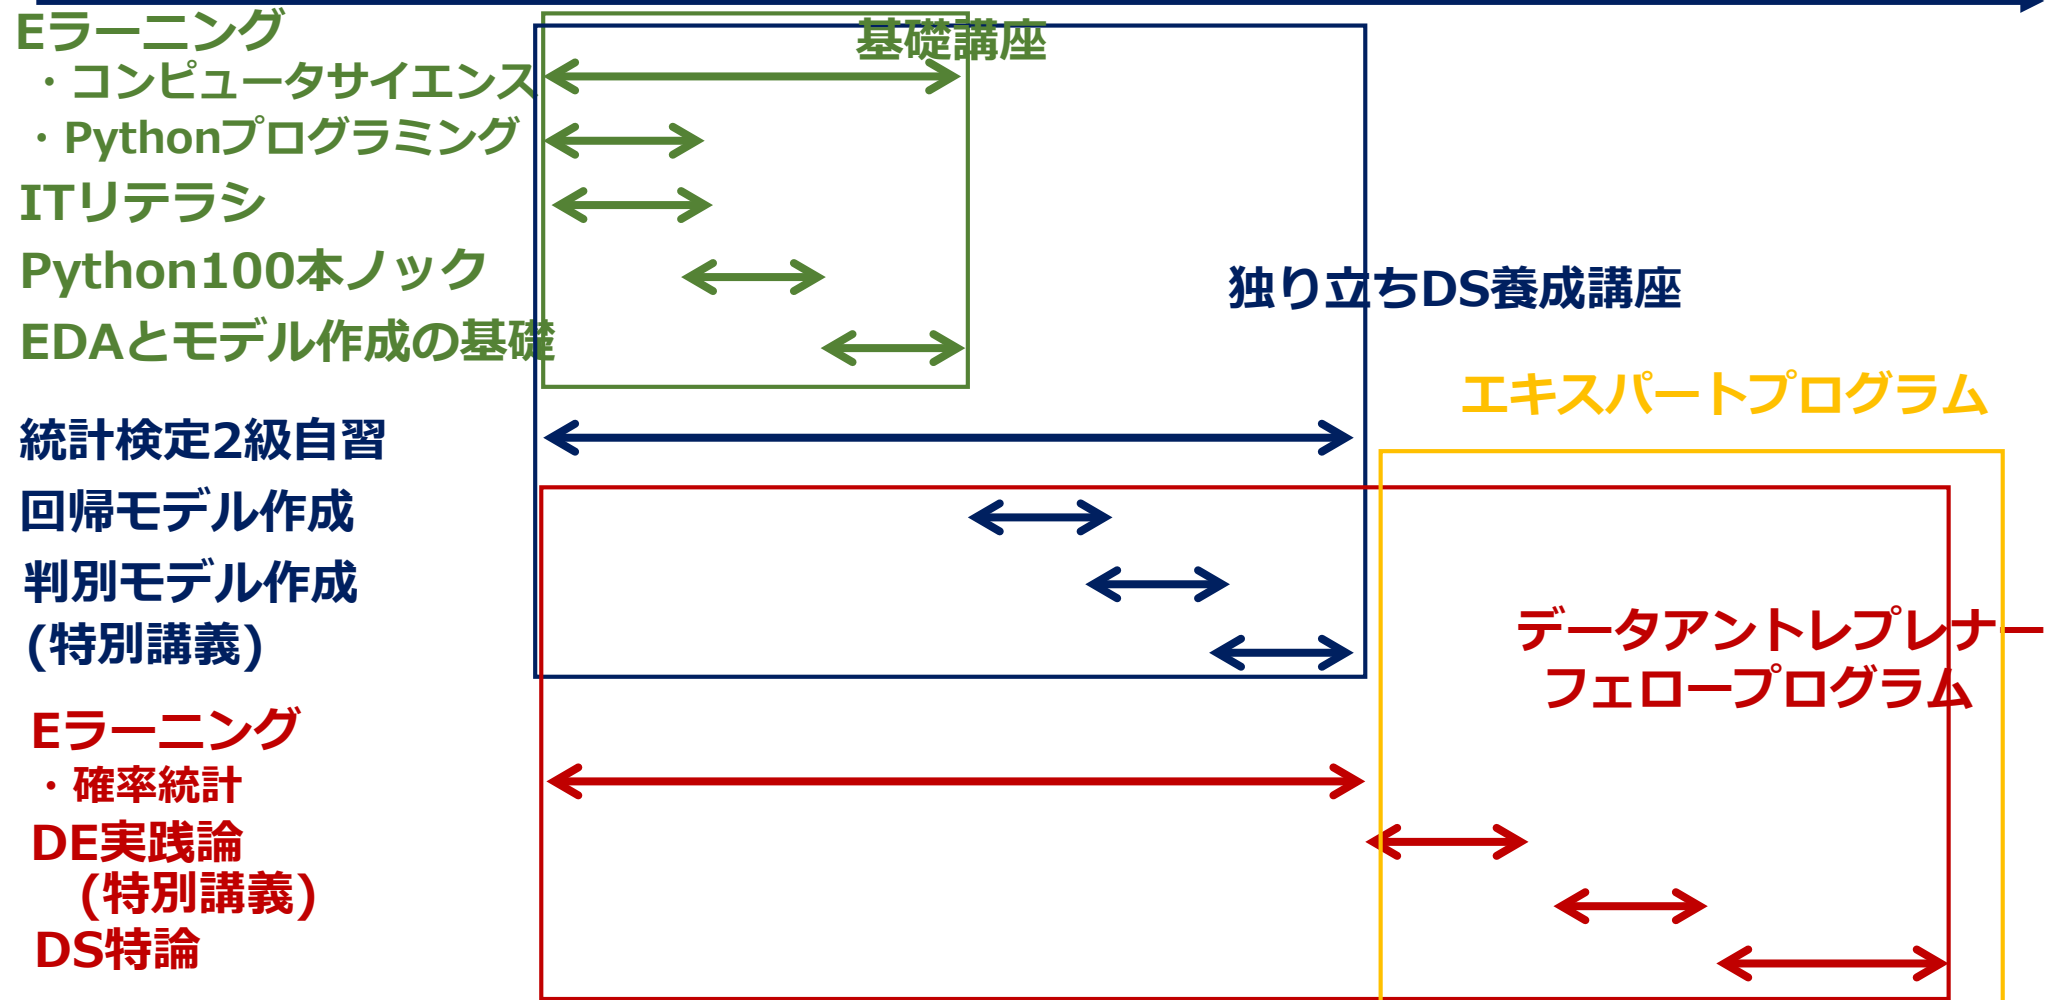 Eラーニング
基礎講座
・コンピュータサイエンス
・Pythonプログラミング
ITリテラシ
Python100本ノック
独り立ちDS養成講座
EDAとモデル作成の基礎
エキスパートプログラム
統計検定2級自習
回帰モデル作成
判別モデル作成
(特別講義)
データアントレプレナー
フェロープログラム
Eラーニング
・確率統計
DE実践論
(特別講義)
DS特論